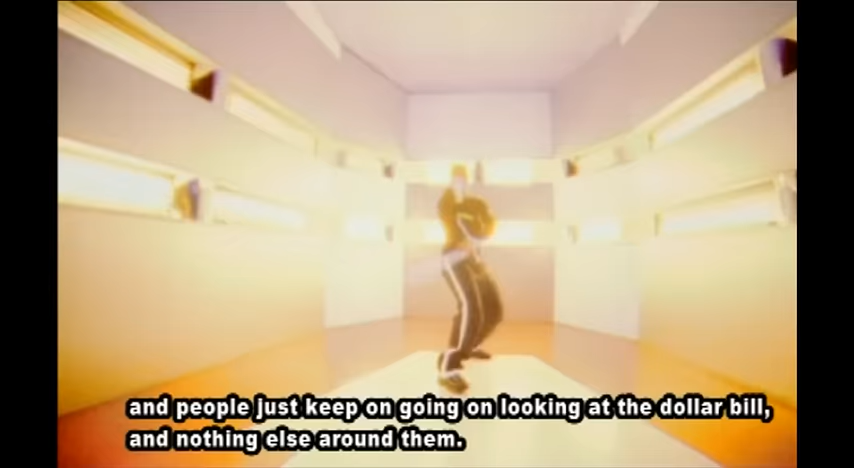 and people just keep on going on looking at the dollar bill,
and nothing else around them.